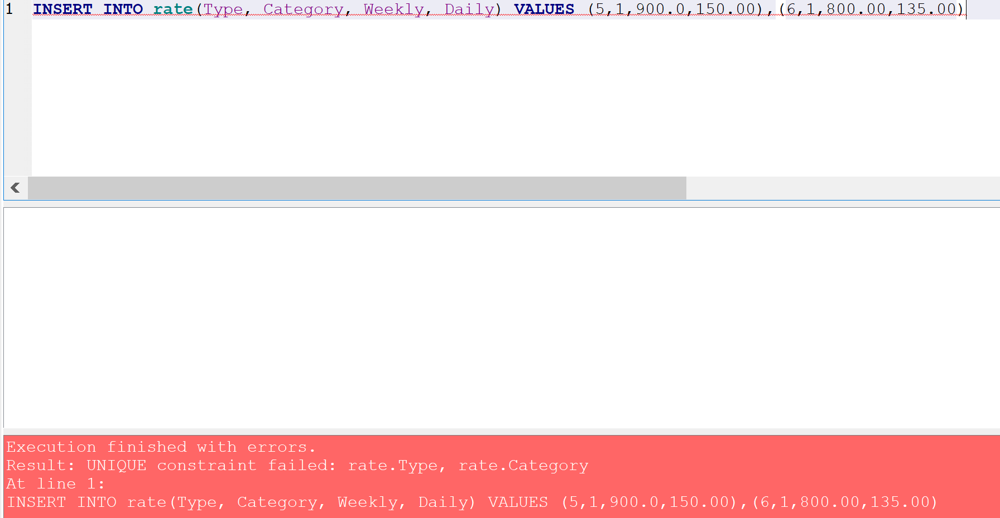 1 INSERT INTO rate(Type, Category, Weekly, Daily) VALUES (5,1,900.0,150.00),(6,1,800.00,135.00)
Execution finished with errors.
Result: UNIQUE constraint failed: rate.Type, rate.Category
At line 1:
INSERT INTO rate(Type, Category, Weekly, Daily) VALUES (5,1,900.0,150.00),(6,1,800.00,135.00)